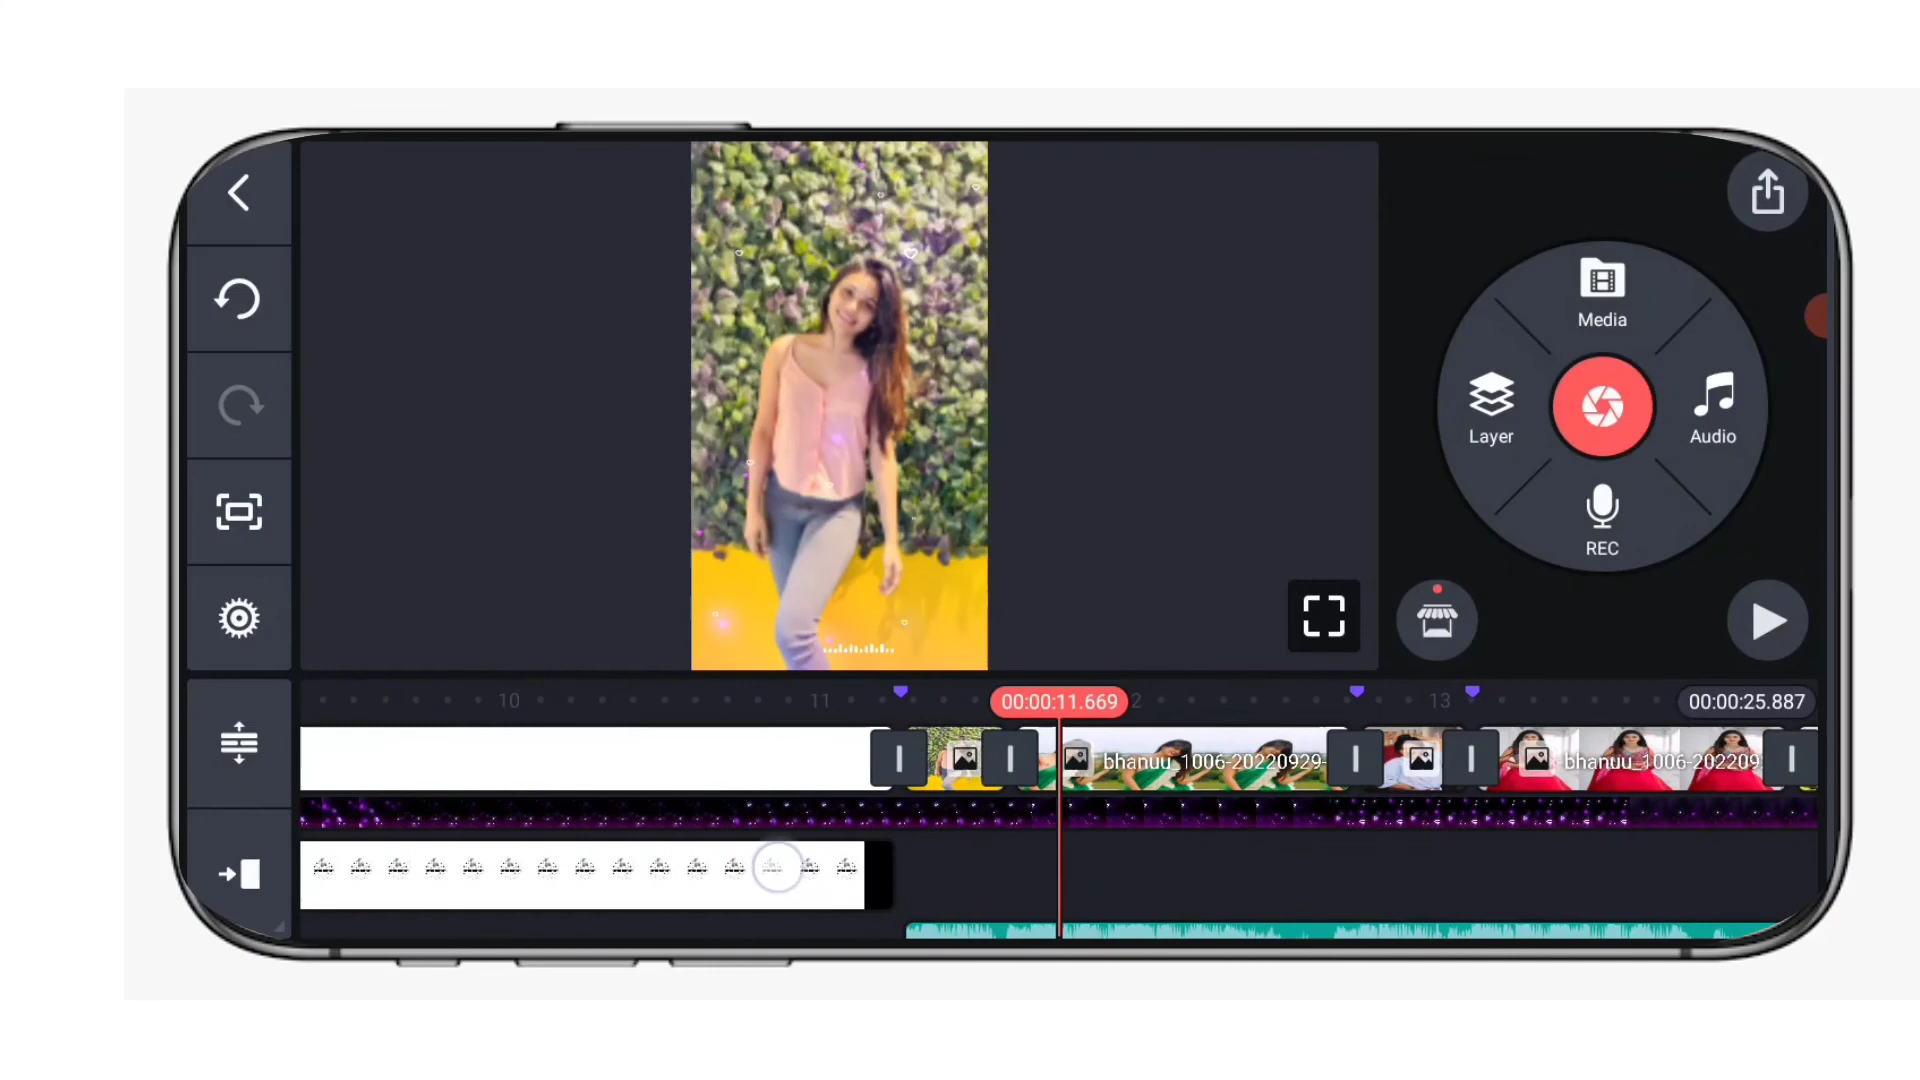 Media
Layer
Audio
REC
10
11
00:00:11.669
2
13
00:00:25.887
bhanuu_1006-20220929-
bhanuu_1006-202209